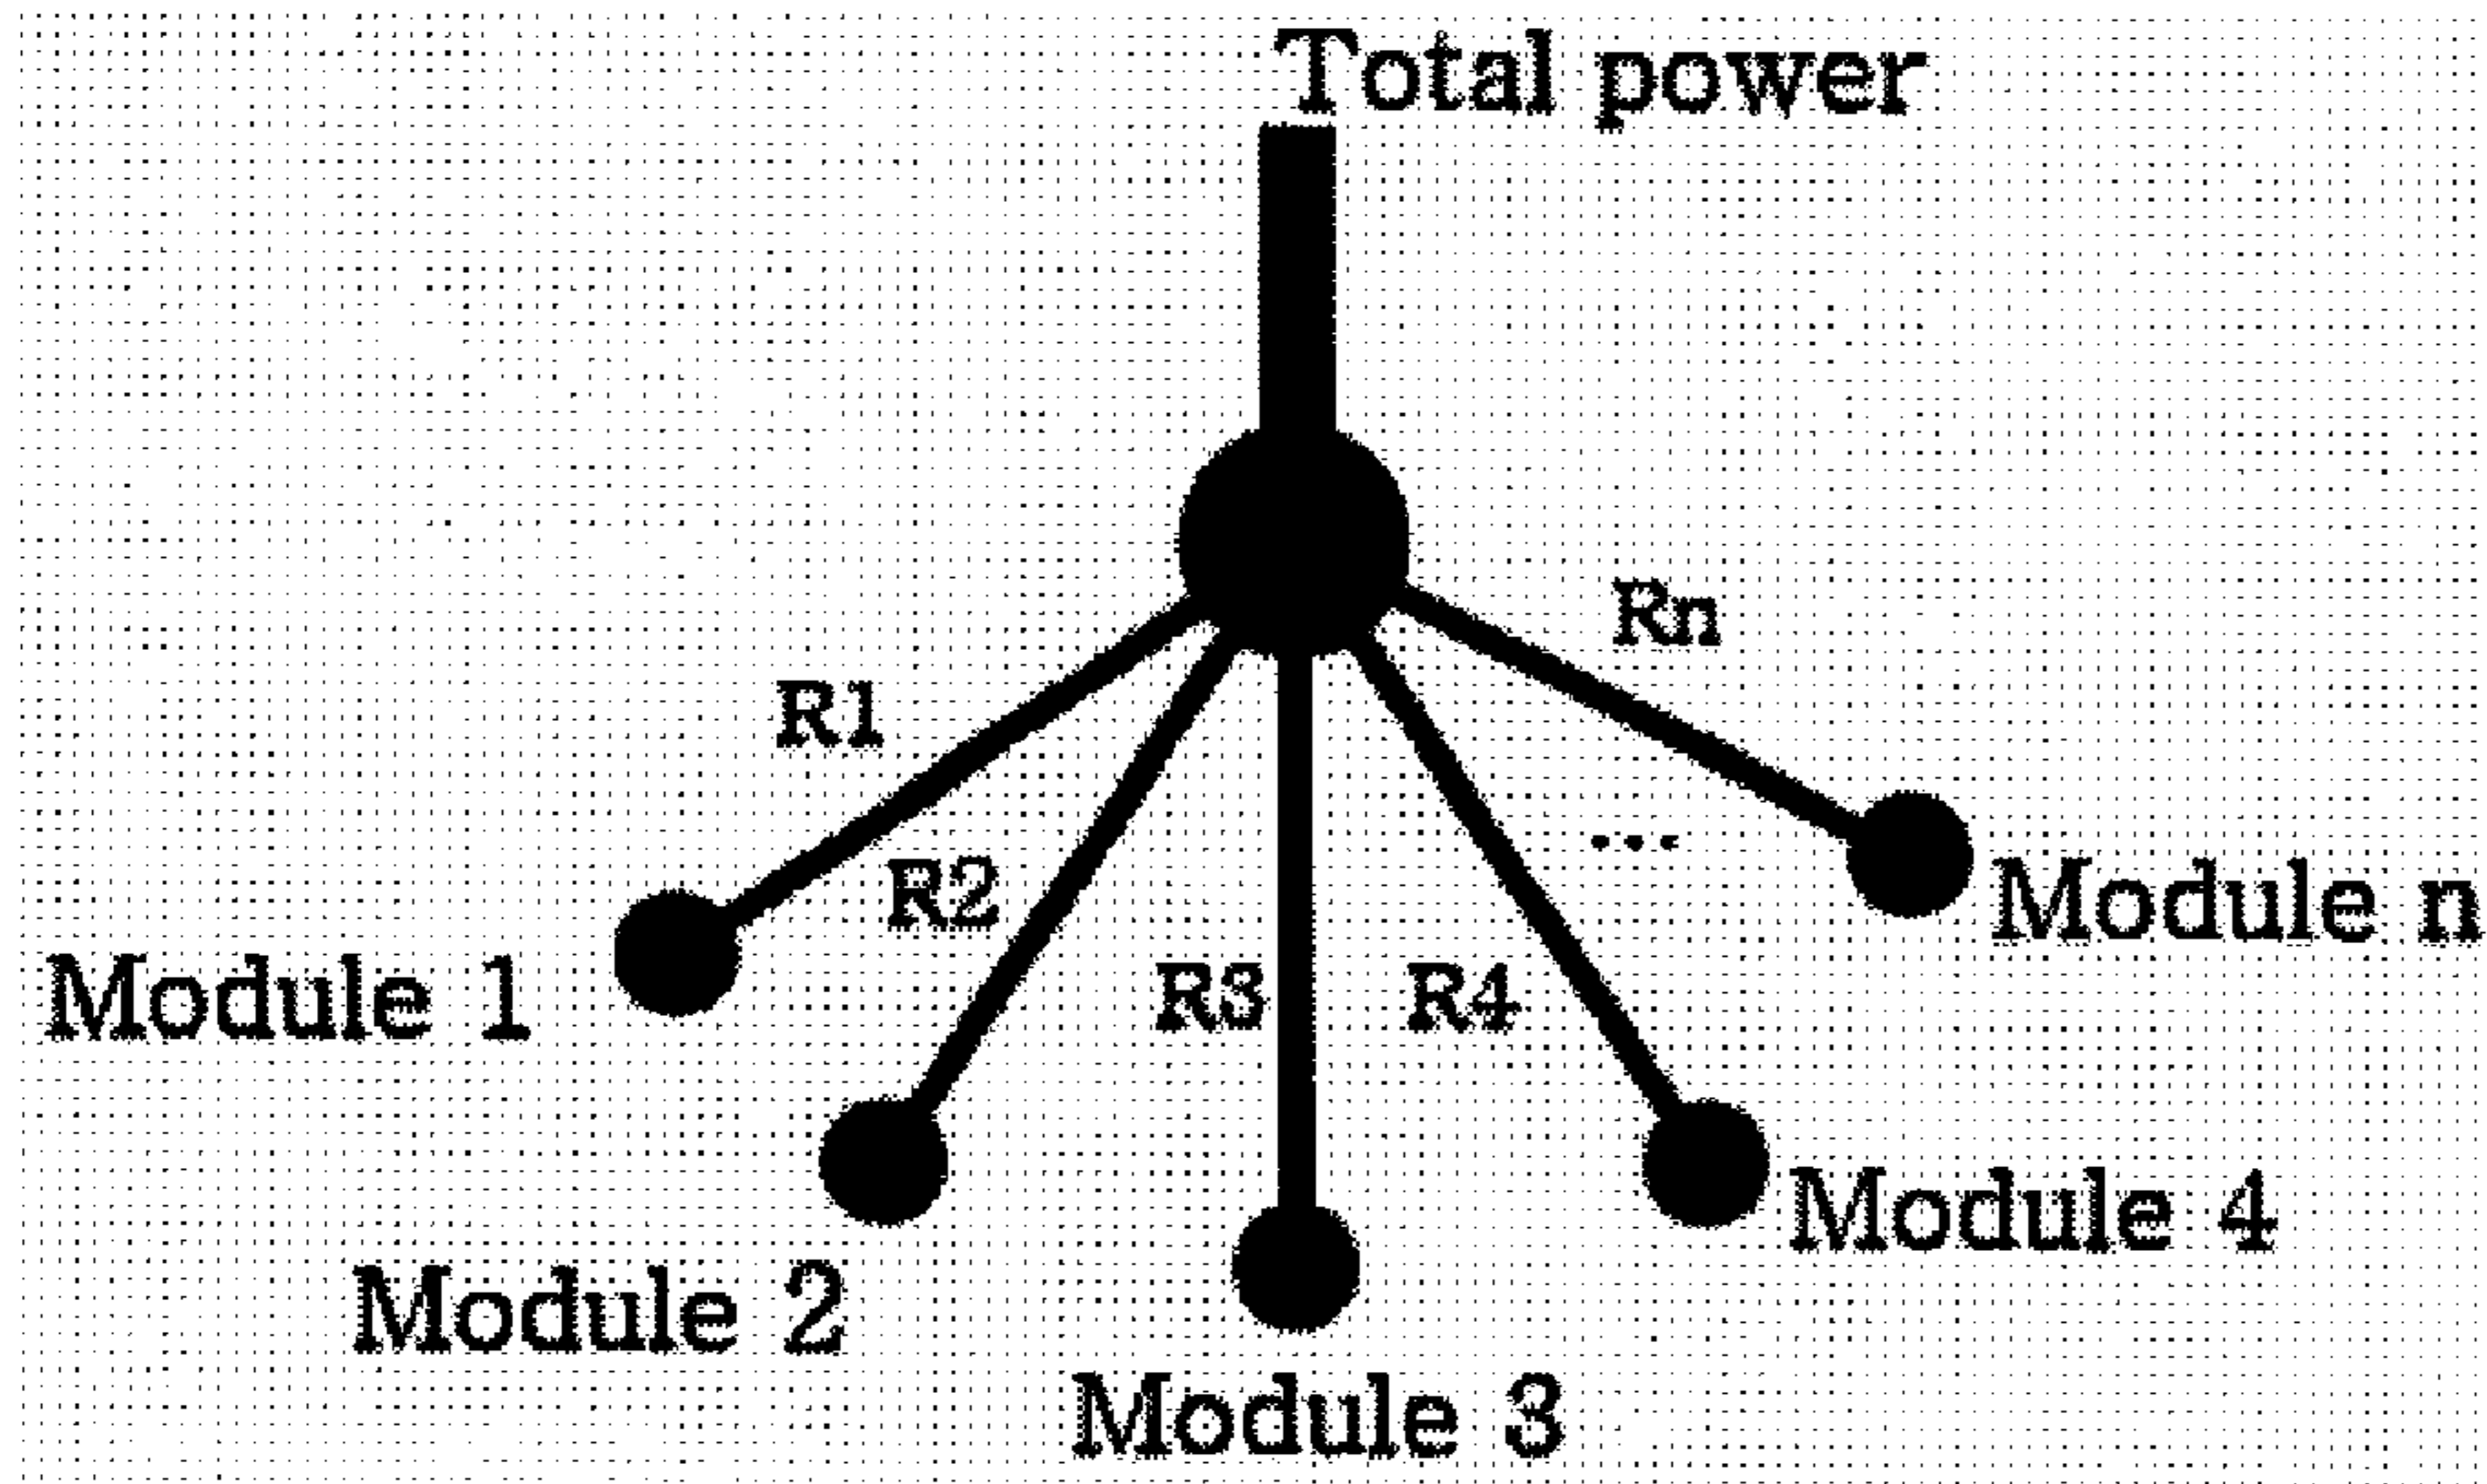 Total power
Rn
R1
...
R2
Module n
R3
R4
Module 1
Module 4
Module 2
Module 3